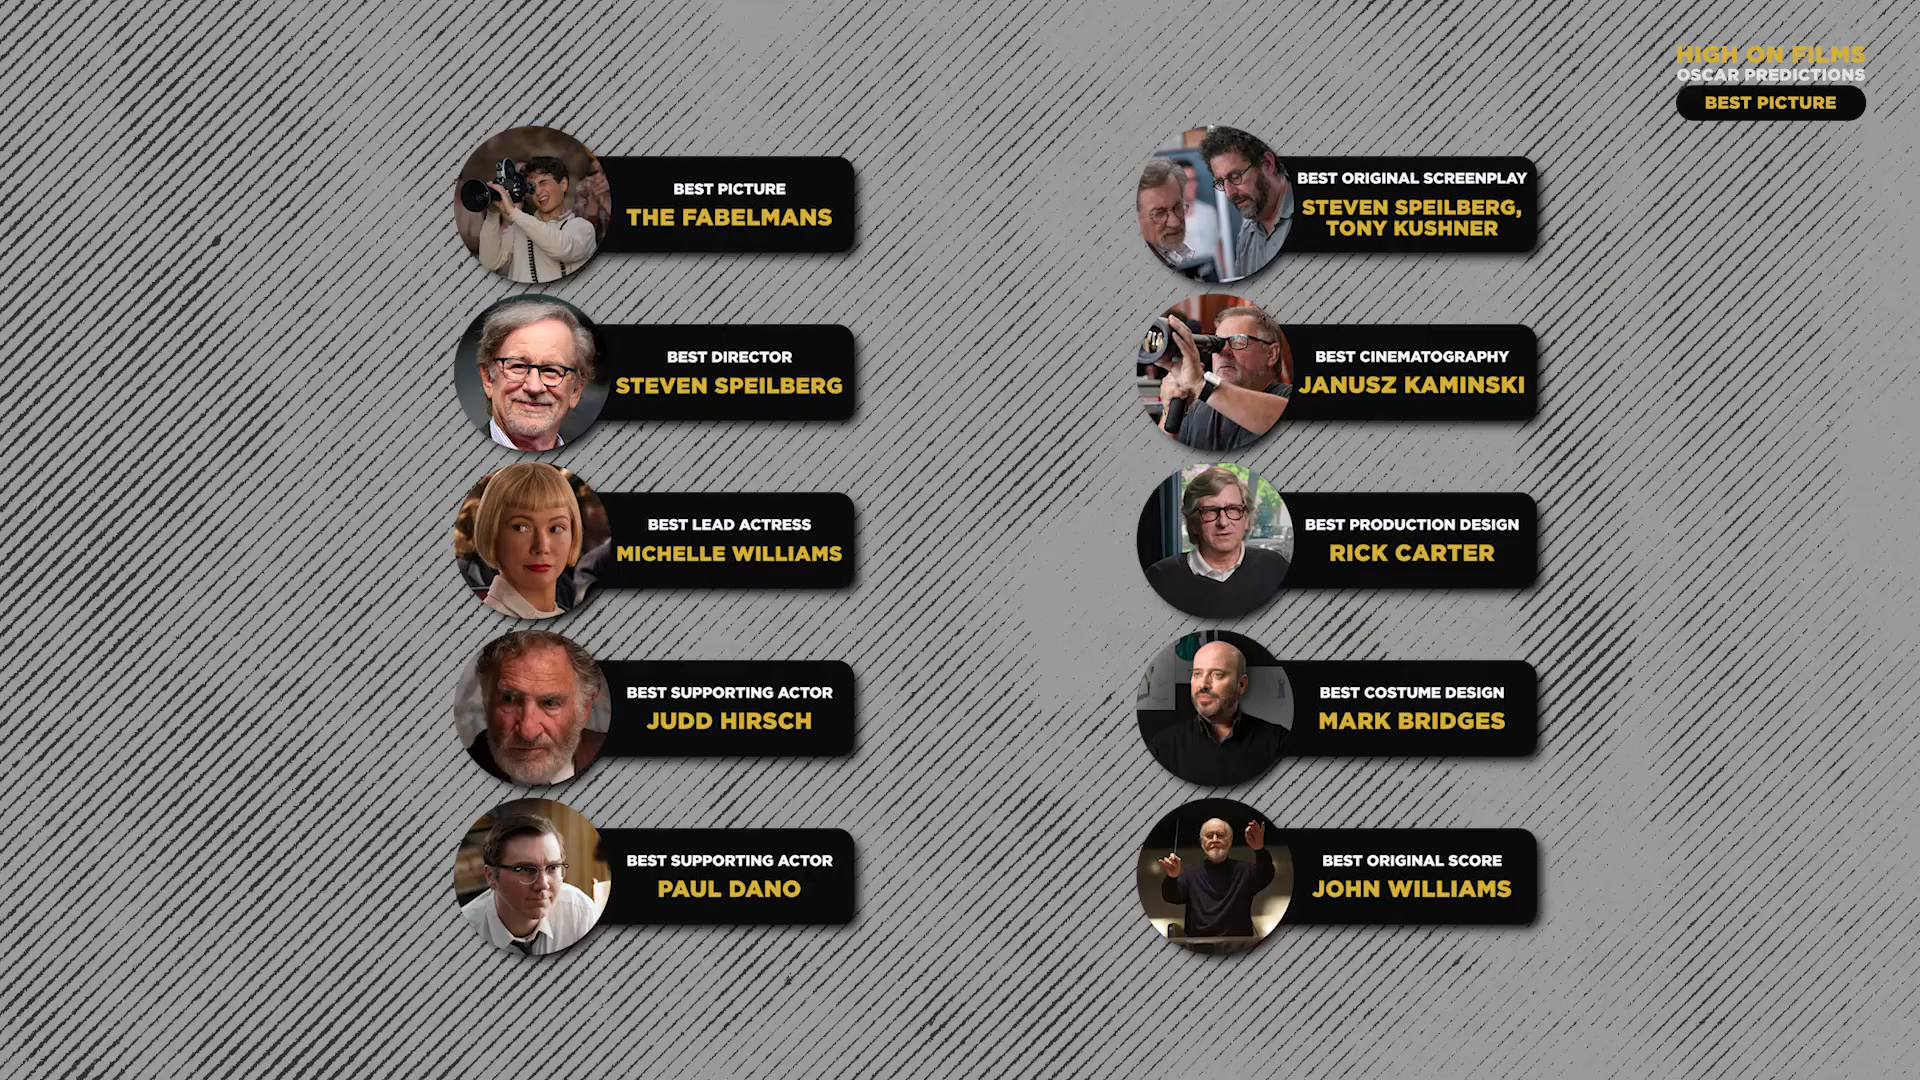 HIGH ON FILMS
OSCAR PREDICTIONS
BEST PICTURE
BEST PICTURE
THE FABELMANS
BEST DIRECTOR
STEVEN SPEILBERG
BEST LEAD ACTRESS
MICHELLE WILLIAMS
BEST SUPPORTING ACTOR
JUDD HIRSCH
BEST SUPPORTING ACTOR
PAUL DANO
BEST ORIGINAL SCREENPLAY
STEVEN SPEILBERG,
TONY KUSHNER
BEST CINEMATOGRAPHY
JANUSZ KAMINSKI
BEST PRODUCTION DESIGN
RICK CARTER
BEST COSTUME DESIGN
MARK BRIDGES
BEST ORIGINAL SCORE
JOHN WILLIAMS